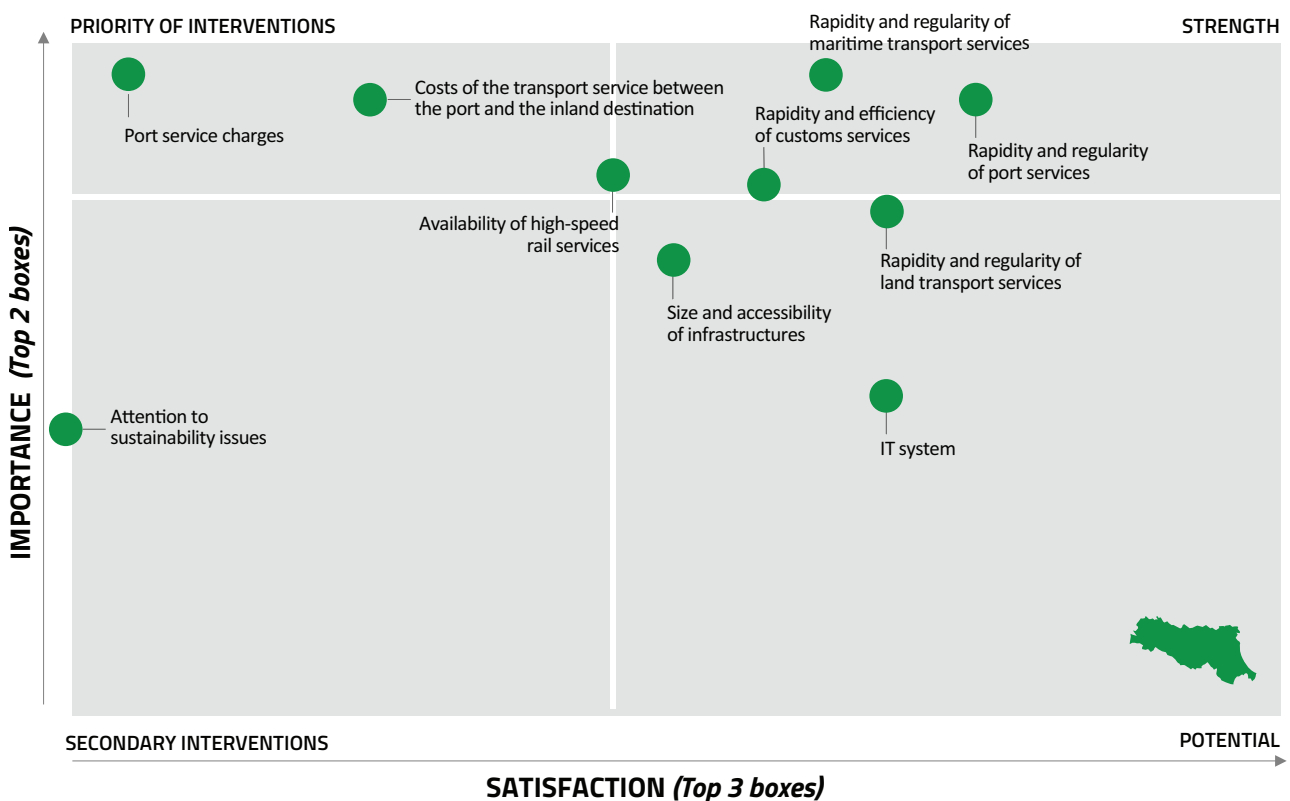 PRIORITY OF INTERVENTIONS
STRENGTH
Rapidity and regularity of
maritime transport services
Costs of the transport service between
the port and the inland destination
Port service charges
Rapidity and efficiency
of customs services
Rapidity and regularity
of port services
Availability of high-speed
rail services
Rapidity and regularity of
land transport services
Size and accessibility
of infrastructures
Attention to
sustainability issues
IT system
IMPORTANCE (Top 2 boxes)
SECONDARY INTERVENTIONS
POTENTIAL
SATISFACTION (Top 3 boxes)